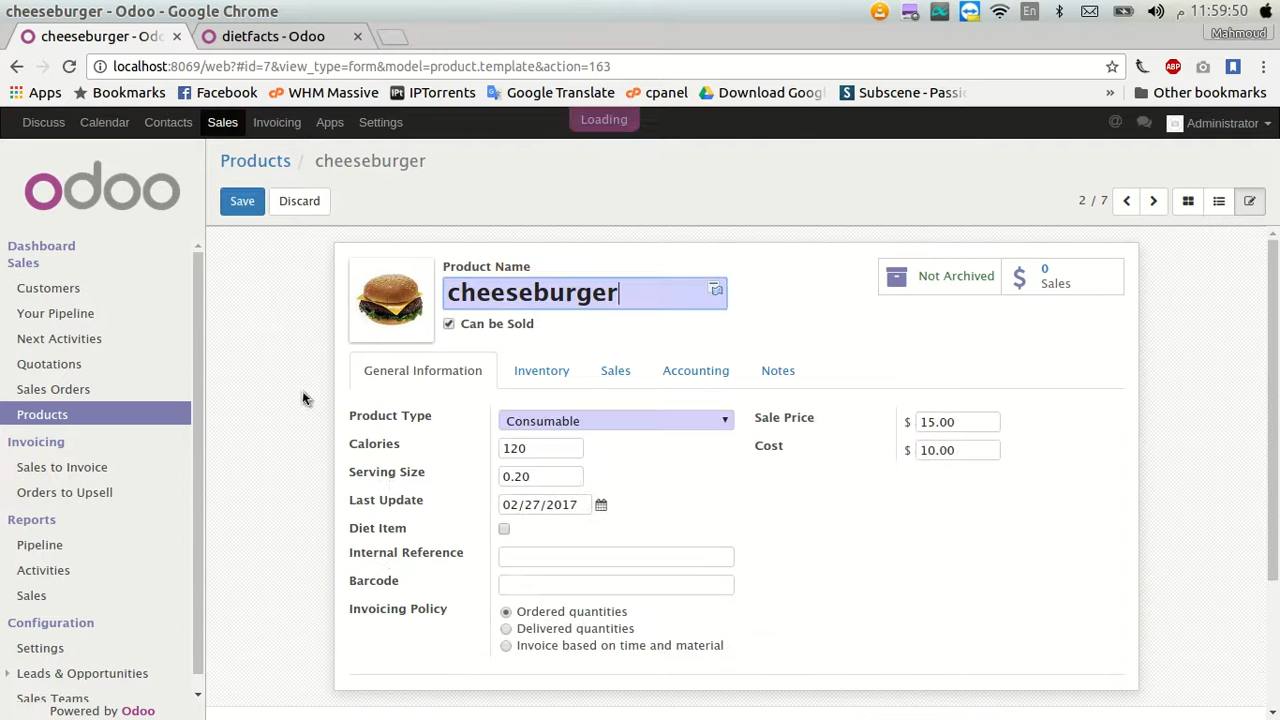 cheeseburger - Odoo - Google Chrome
En
11:59:50 م
cheeseburger - Odo
dietfacts - Odoo
Mahmoud
localhost:8069/web?#id=7&view_type=form&model=product.template&action=163
ABP
Apps
Bookmarks
Facebook
WHM Massive
IPTorrents
Google Translate
cpanel
Download Goog
Subscene - Passi
»
Other bookmarks
Discuss
Calendar
Contacts
Sales
Invoicing
Apps
Settings
Loading
@
Administrator
odoo
Products / cheeseburger
Save
Discard
2 / 7
Dashboard
Sales
Customers
Your Pipeline
Next Activities
Quotations
Sales Orders
Products
Invoicing
Sales to Invoice
Orders to Upsell
Reports
Pipeline
Activities
Sales
Configuration
Settings
Leads & Opportunities
Sales Teams
Powered by Odoo
Product Name
cheeseburger
Can be Sold
Not Archived
$ 0
Sales
General Information
Inventory
Sales
Accounting
Notes
Product Type
Consumable
Calories
120
Serving Size
0.20
Last Update
02/27/2017
Diet Item
Internal Reference
Barcode
Invoicing Policy
Ordered quantities
Delivered quantities
Invoice based on time and material
Sale Price
$ 15.00
Cost
$ 10.00